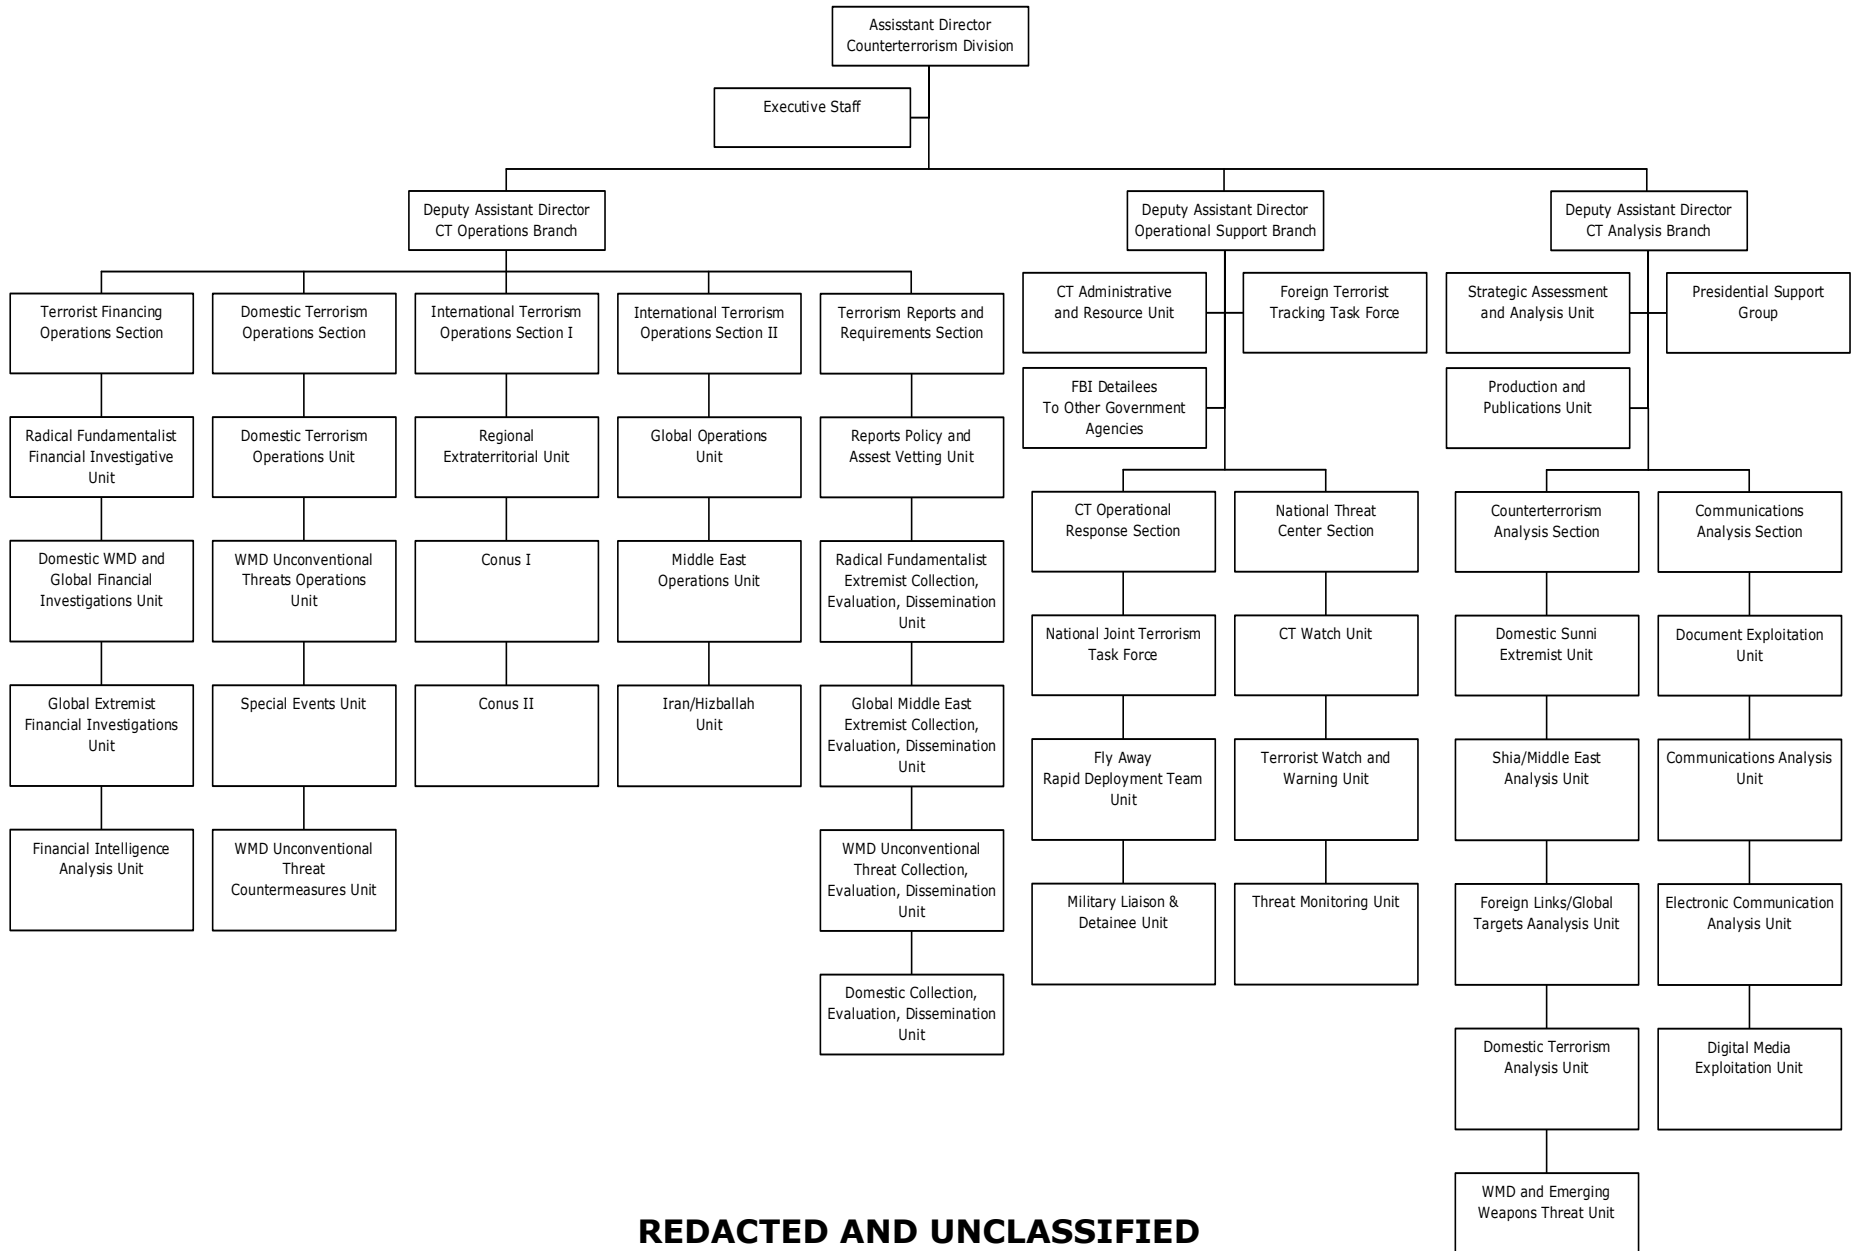 Assisstant Director
Counterterrorism Division
Executive Staff
Deputy Assistant Director
CT Operations Branch
Deputy Assistant Director
Operational Support Branch
Deputy Assistant Director
CT Analysis Branch
Terrorist Financing
Operations Section
Radical Fundamentalist
Financial Investigative
Unit
Domestic WMD and
Global Financial
Investigations Unit
Global Extremist
Financial Investigations
Unit
Financial Intelligence
Analysis Unit
Domestic Terrorism
Operations Section
Domestic Terrorism
Operations Unit
WMD Unconventional
Threats Operations
Unit
Special Events Unit
WMD Unconventional
Threat
Countermeasures Unit
International Terrorism
Operations Section I
Regional
Extraterritorial Unit
Conus I
Conus II
International Terrorism
Operations Section II
Global Operations
Unit
Middle East
Operations Unit
Iran/Hizballah
Unit
Terrorism Reports and
Requirements Section
Reports Policy and
Assest Vetting Unit
Radical Fundamentalist
Extremist Collection,
Evaluation, Dissemination
Unit
Global Middle East
Extremist Collection,
Evaluation, Dissemination
Unit
WMD Unconventional
Threat Collection,
Evaluation, Dissemination
Unit
Domestic Collection,
Evaluation, Dissemination
Unit
CT Administrative
and Resource Unit
Foreign Terrorist
Tracking Task Force
FBI Detailees
To Other Government
Agencies
CT Operational
Response Section
National Joint Terrorism
Task Force
Fly Away
Rapid Deployment Team
Unit
Military Liaison &
Detainee Unit
National Threat
Center Section
CT Watch Unit
Terrorist Watch and
Warning Unit
Threat Monitoring Unit
Strategic Assessment
and Analysis Unit
Presidential Support
Group
Production and
Publications Unit
Counterterrorism
Analysis Section
Domestic Sunni
Extremist Unit
Shia/Middle East
Analysis Unit
Foreign Links/Global
Targets Aanalysis Unit
Domestic Terrorism
Analysis Unit
WMD and Emerging
Weapons Threat Unit
Communications
Analysis Section
Document Exploitation
Unit
Communications Analysis
Unit
Electronic Communication
Analysis Unit
Digital Media
Exploitation Unit
REDACTED AND UNCLASSIFIED